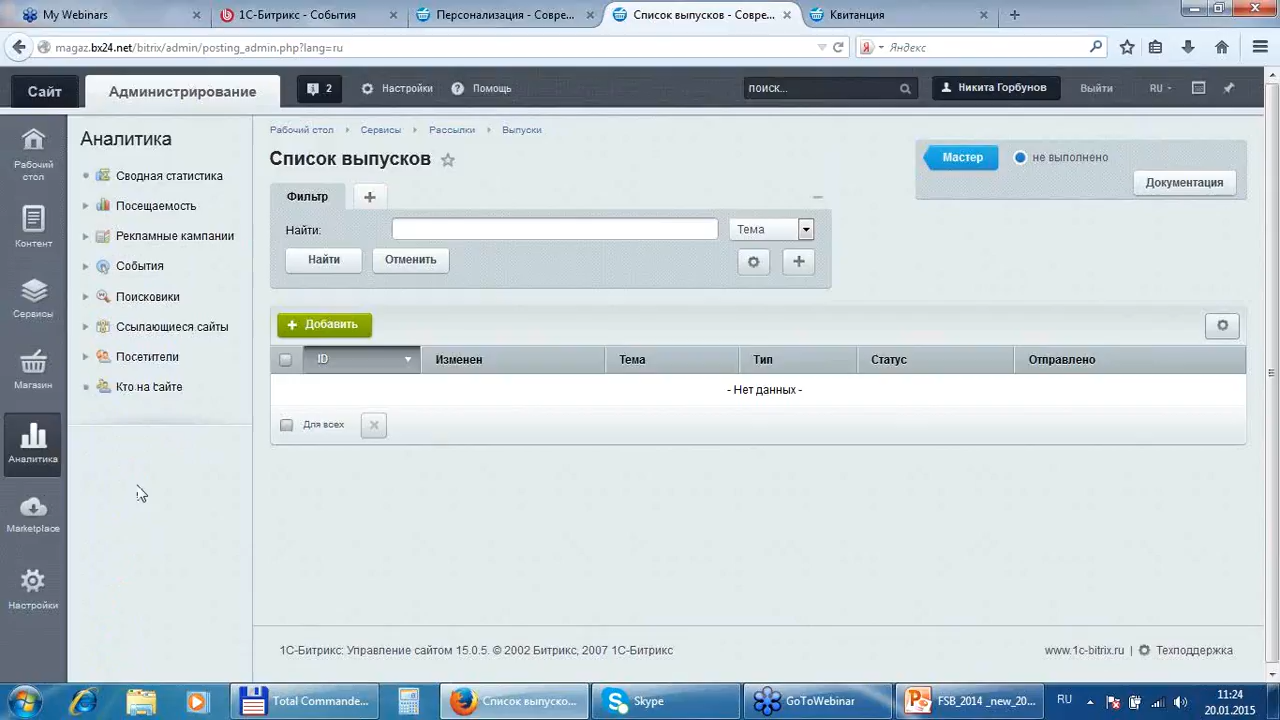 My Webinars
1С-Битрикс - События...
Персонализация - Совре...
Список выпусков - Совре...
Квитанция
magaz.bx24.net/bitrix/admin/posting_admin.php?lang=ru
Яндекс
Сайт
Администрирование
2
Настройки
Помощь
поиск...
Никита Горбунов
Выйти
RU
Рабочий стол
Контент
Сервисы
Магазин
Аналитика
Marketplace
Настройки
Аналитика
Сводная статистика
Посещаемость
Рекламные кампании
События
Поисковики
Ссылающиеся сайты
Посетители
Кто на сайте
Рабочий стол
Сервисы
Рассылки
Выпуски
Список выпусков
Мастер
не выполнено
Документация
Фильтр
Найти:
Тема
Найти
Отменить
Добавить
ID
Изменен
Тема
Тип
Статус
Отправлено
- Нет данных -
Для всех
1С-Битрикс: Управление сайтом 15.0.5. © 2002 Битрикс, 2007 1С-Битрикс
www.1c-bitrix.ru
Техподдержка
Total Commande...
Список выпуско...
Skype
GoToWebinar
FSB_2014 _new_20...
RU
11:24
20.01.2015